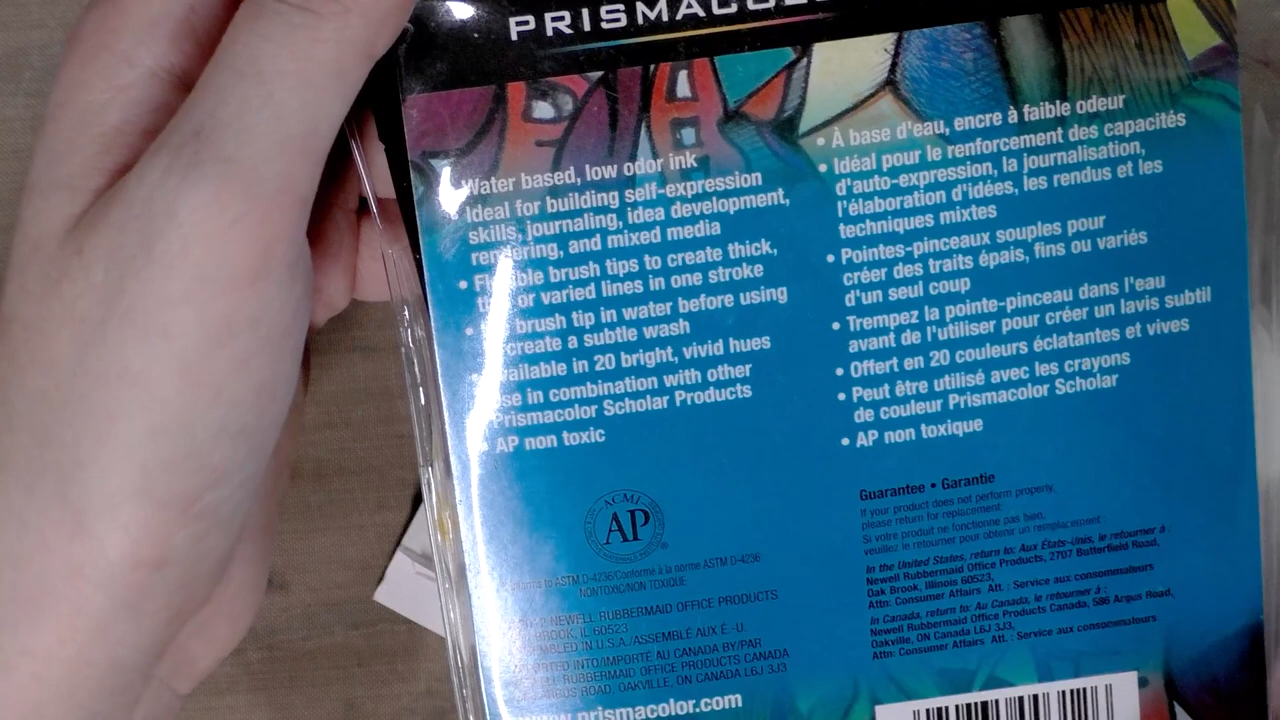 PRISMACOL
Water based, low odor ink
Ideal for building self-expression
skills, journaling, idea development,
rendering, and mixed media
• Flexible brush tips to create thick,
or varied lines in one stroke
brush tip in water before using
create a subtle wash
Available in 20 bright, vivid hues
Use in combination with other
Prismacolor Scholar Products
• AP non toxic
• À base d'eau, encre à faible odeur
• Idéal pour le renforcement des capacités
d'auto-expression, la journalisation,
l'élaboration d'idées, les rendus et les
techniques mixtes
• Pointes-pinceaux souples pour
créer des traits épais, fins ou variés
d'un seul coup
• Trempez la pointe-pinceau dans l'eau
avant de l'utiliser pour créer un lavis subtil
• Offert en 20 couleurs éclatantes et vives
• Peut être utilisé avec les crayons
de couleur Prismacolor Scholar
• AP non toxique
ACMI
AP
®
to ASTM D-4236/Conforme à la norme ASTM D-4236
NONTOXIC/NON TOXIQUE
NEWELL RUBBERMAID OFFICE PRODUCTS
BROOK, IL 60523
ASSEMBLED IN U.S.A./ASSEMBLÉ AUX É.-U.
IMPORTED INTO/IMPORTÉ AU CANADA BY/PAR
RUBBERMAID OFFICE PRODUCTS CANADA
ROAD, OAKVILLE, ON CANADA L6J 3J3
www.prismacolor.com
Guarantee • Garantie
If your product does not perform properly,
please return for replacement:
Si votre produit ne fonctionne pas bien,
veuillez le retourner pour obtenir un remplacement :
In the United States, return to: Aux États-Unis, le retourner à :
Newell Rubbermaid Office Products, 2707 Butterfield Road,
Oak Brook, Illinois 60523,
Attn: Consumer Affairs Att. : Service aux consommateurs
In Canada, return to: Au Canada, le retourner à :
Newell Rubbermaid Office Products Canada, 586 Argus Road,
Oakville, ON Canada L6J 3J3,
Attn: Consumer Affairs Att. : Service aux consommateurs